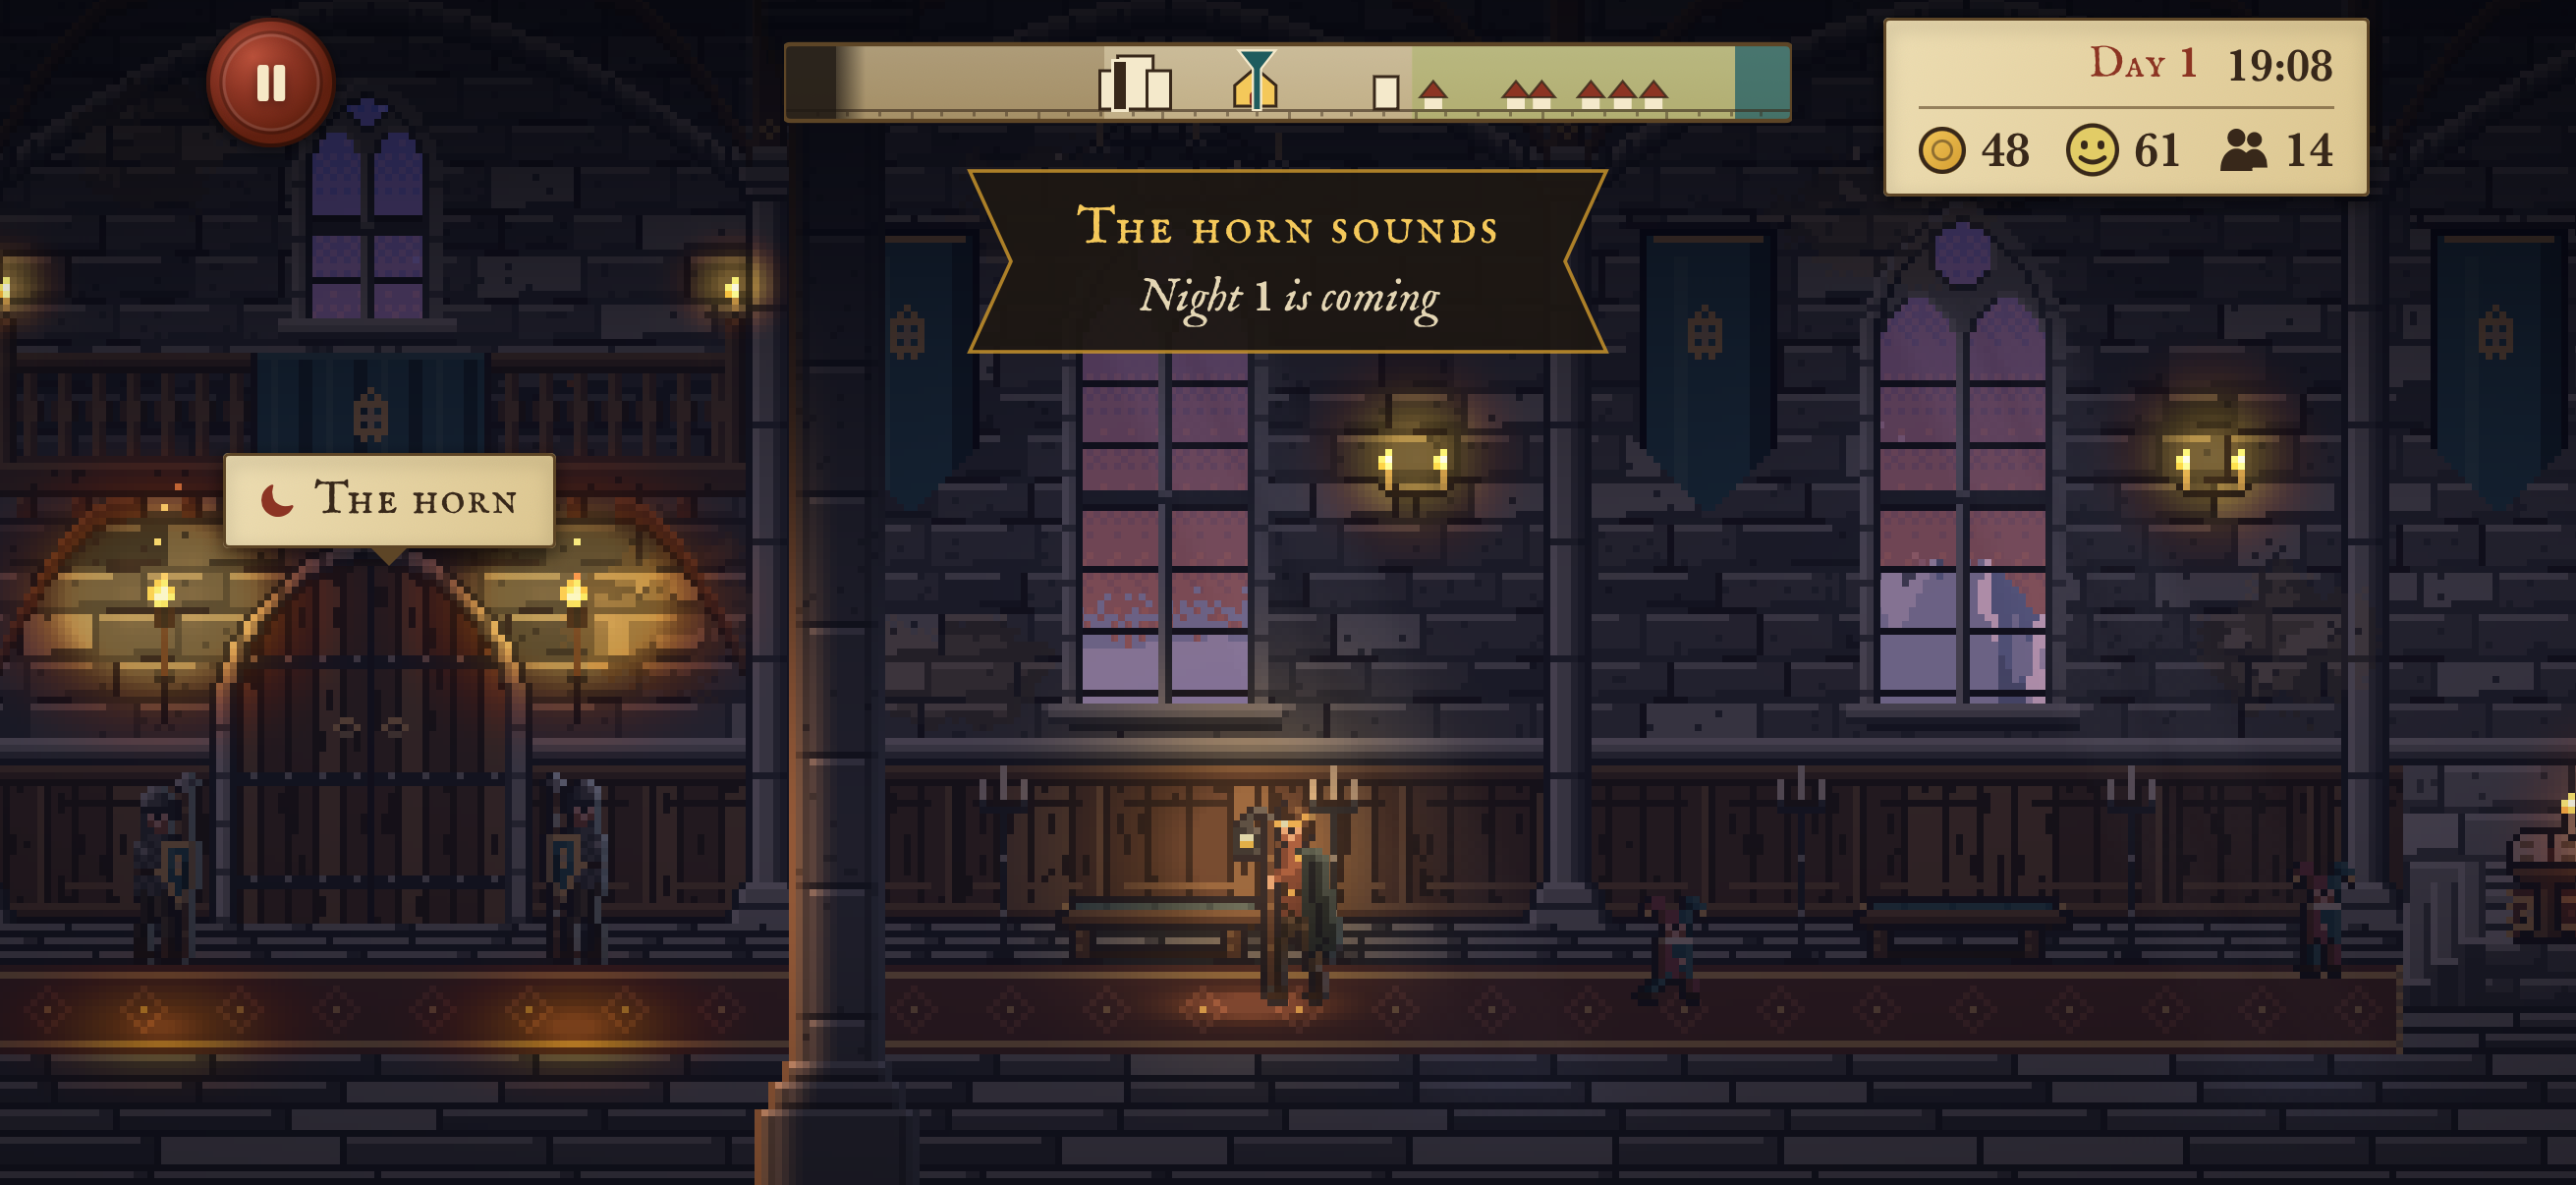 Day 1 19:08
48 61 14
The horn sounds
Night 1 is coming
The horn